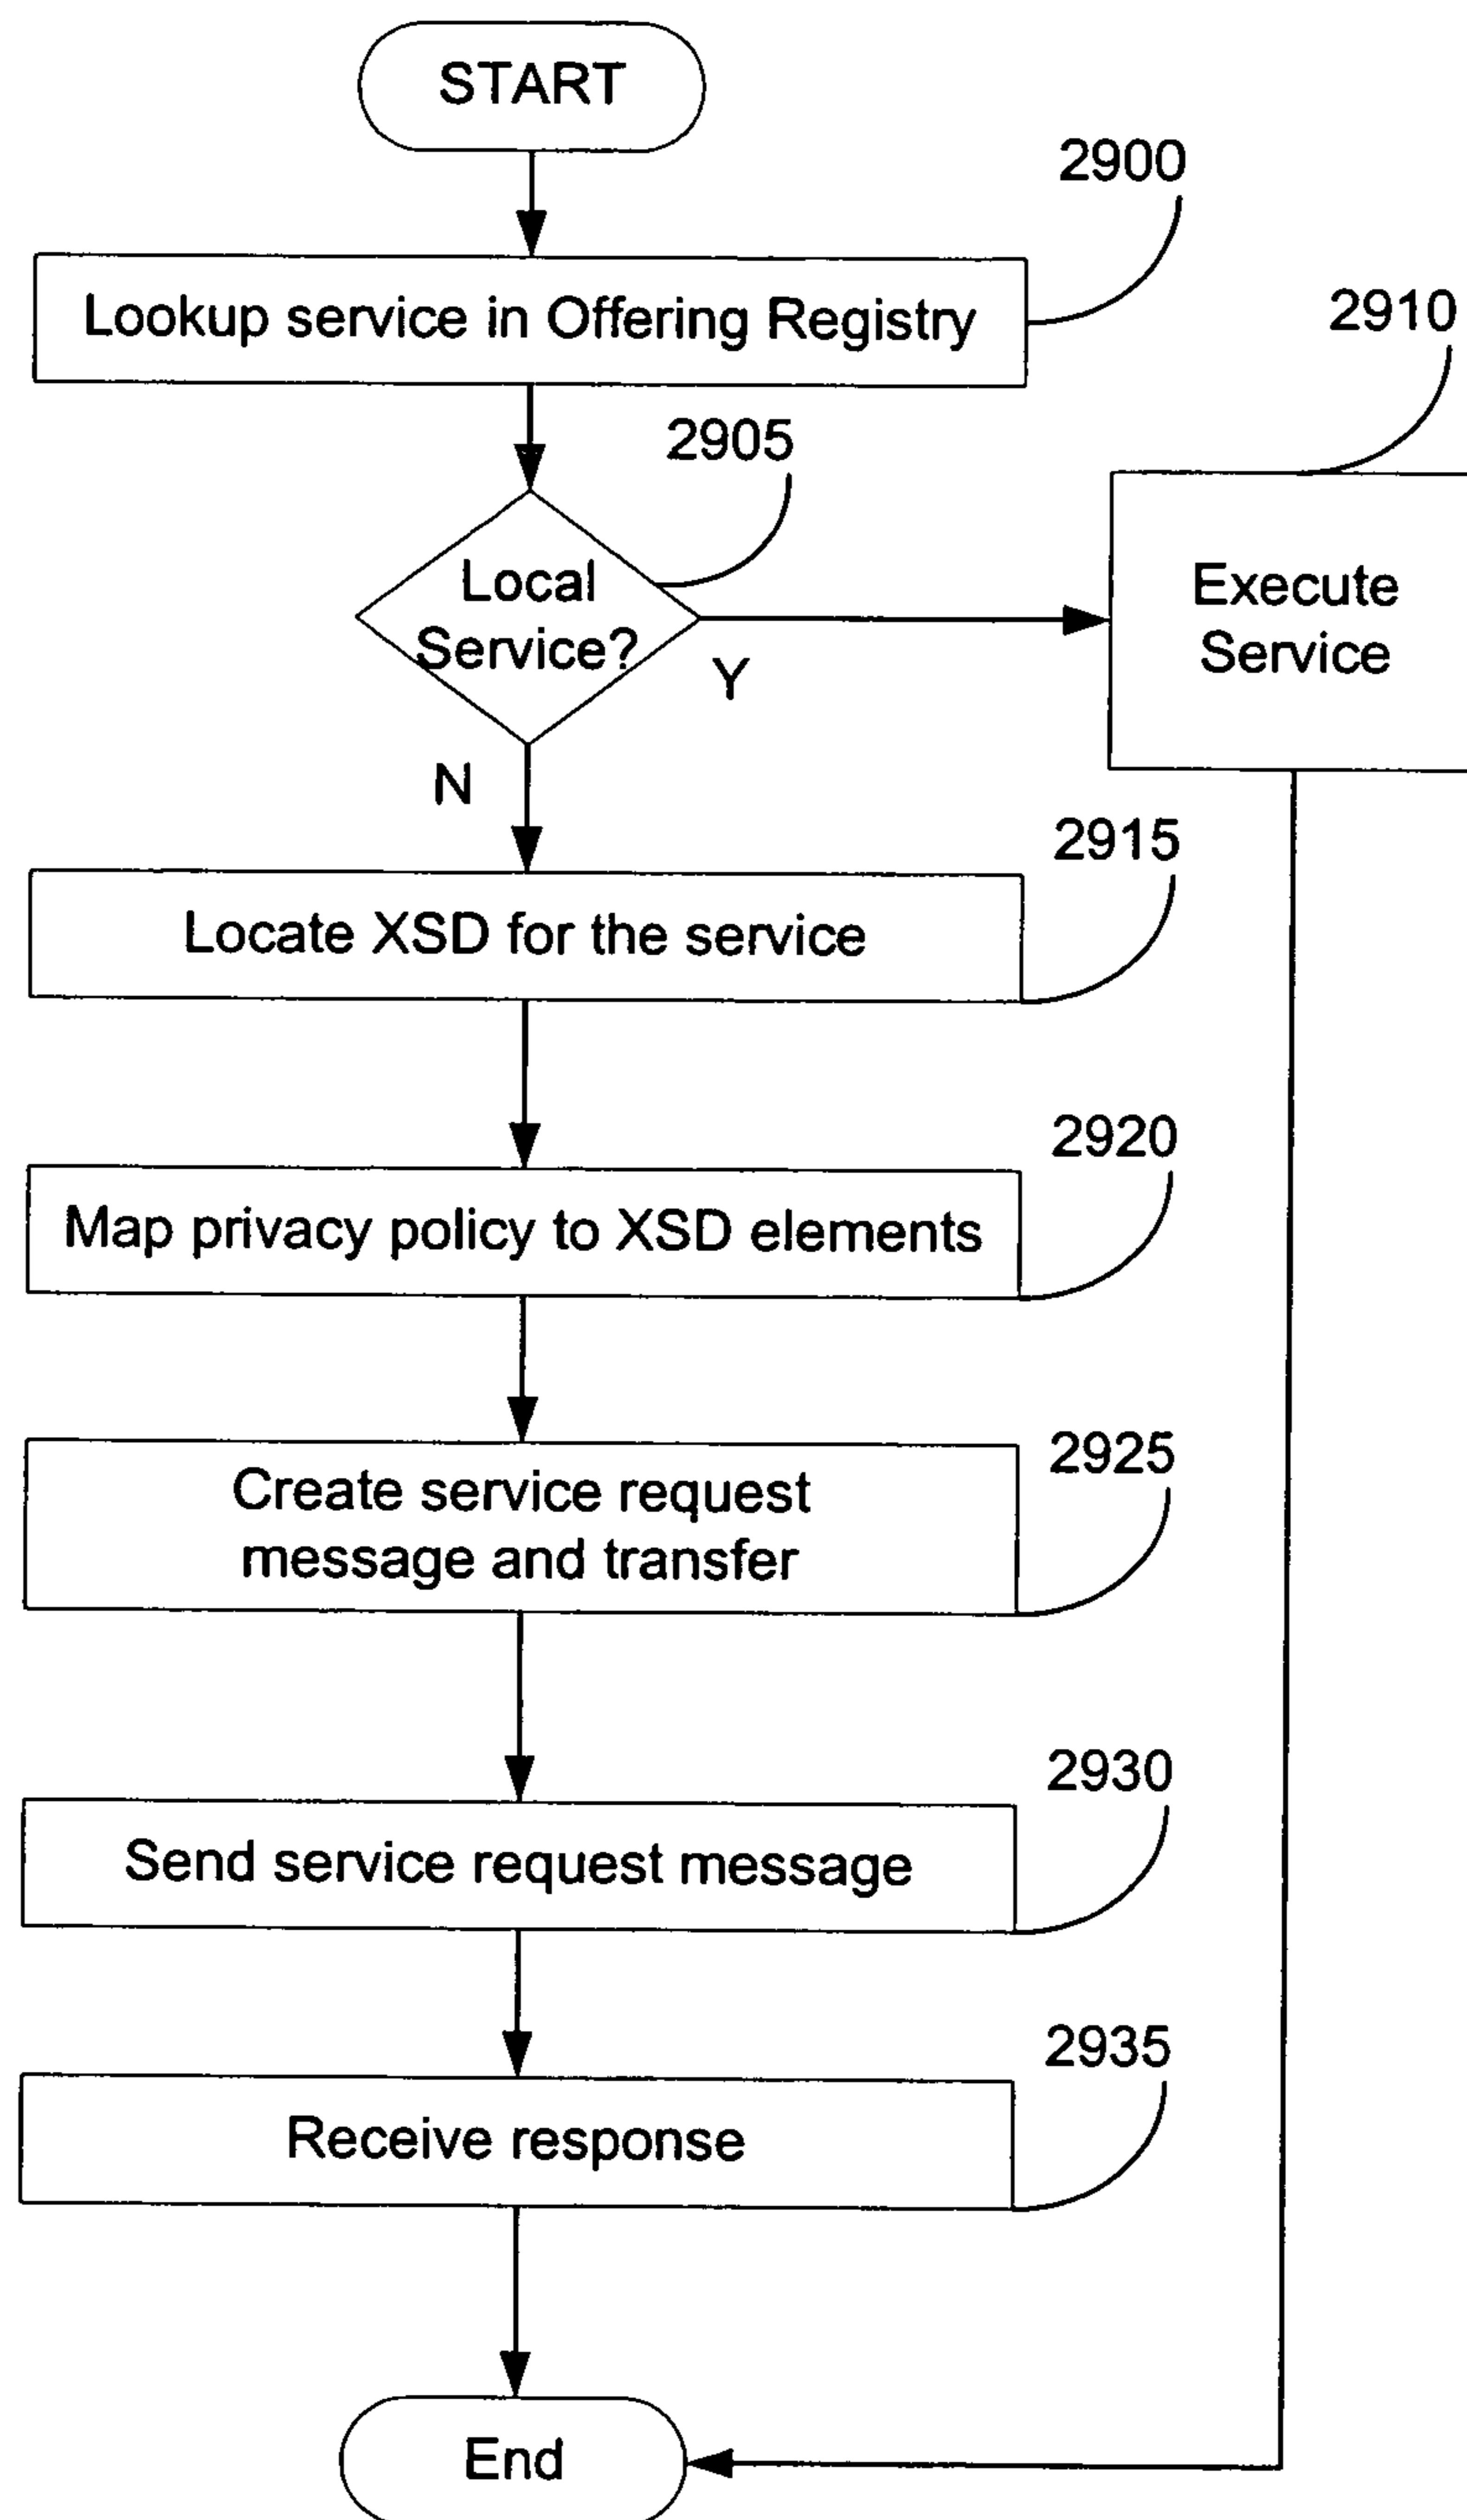 START
2900
Lookup service in Offering Registry
2910
2905
Local
Service?
Execute
Service
Y
N
2915
Locate XSD for the service
2920
Map privacy policy to XSD elements
2925
Create service request
message and transfer
2930
Send service request message
2935
Receive response
End